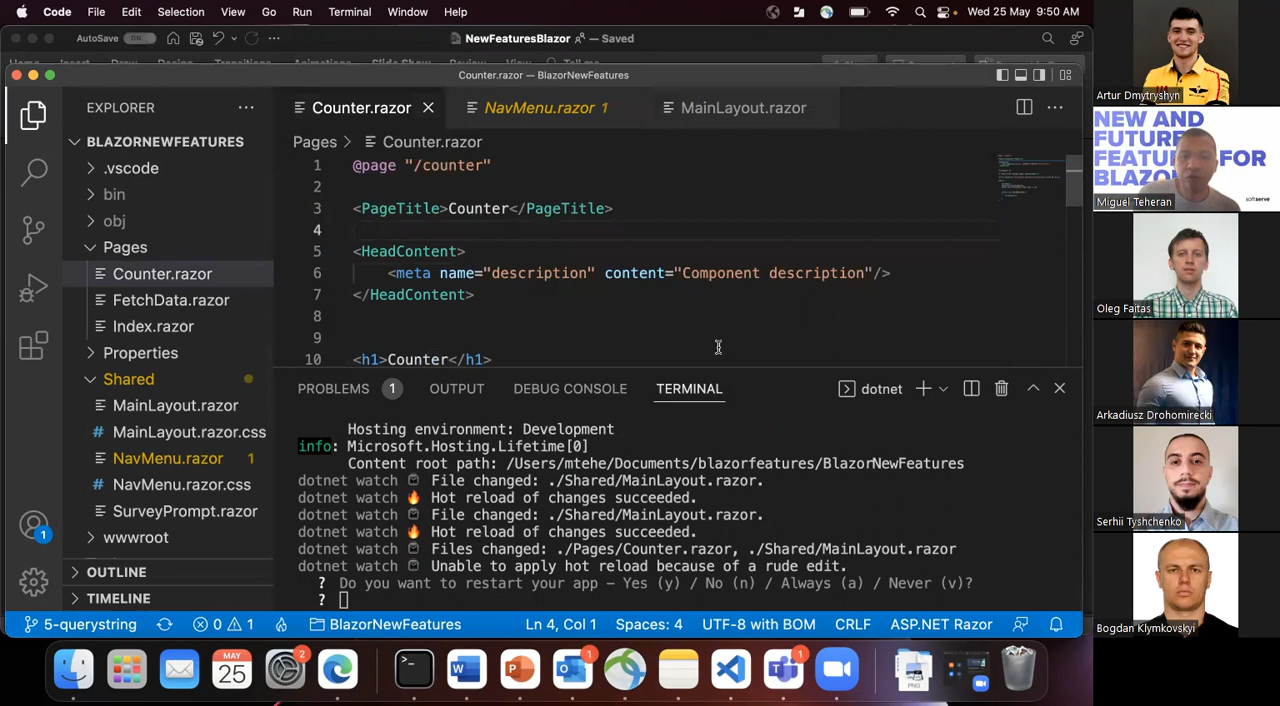 Code File Edit Selection View Go Run Terminal Window Help
Wed 25 May 9:50 AM
AutoSave ON
NewFeaturesBlazor — Saved
Counter.razor — BlazorNewFeatures
EXPLORER
BLAZORNEWFEATURES
.vscode
bin
obj
Pages
Counter.razor
FetchData.razor
Index.razor
Properties
Shared
MainLayout.razor
MainLayout.razor.css
NavMenu.razor 1
NavMenu.razor.css
SurveyPrompt.razor
wwwroot
OUTLINE
TIMELINE
Counter.razor
NavMenu.razor 1
MainLayout.razor
Pages > Counter.razor
1 @page "/counter"
2
3 <PageTitle>Counter</PageTitle>
4
5 <HeadContent>
6 <meta name="description" content="Component description"/>
7 </HeadContent>
8
9
10 <h1>Counter</h1>
PROBLEMS 1 OUTPUT DEBUG CONSOLE TERMINAL
dotnet
Hosting environment: Development
info: Microsoft.Hosting.Lifetime[0]
Content root path: /Users/mtehe/Documents/blazorfeatures/BlazorNewFeatures
dotnet watch File changed: ./Shared/MainLayout.razor.
dotnet watch 🔥 Hot reload of changes succeeded.
dotnet watch File changed: ./Shared/MainLayout.razor.
dotnet watch 🔥 Hot reload of changes succeeded.
dotnet watch Files changed: ./Pages/Counter.razor, ./Shared/MainLayout.razor
dotnet watch Unable to apply hot reload because of a rude edit.
? Do you want to restart your app – Yes (y) / No (n) / Always (a) / Never (v)?
?
1
5-querystring
0 1
BlazorNewFeatures
Ln 4, Col 1
Spaces: 4
UTF-8 with BOM
CRLF
ASP.NET Razor
MAY
25
2
1
1
PNG
Artur Dmytryshyn
NEW AND
FUTURE
FEATURES FOR
BLAZOR
softserve
Miguel Teheran
Oleg Faitas
Arkadiusz Drohomirecki
Serhii Tyshchenko
Bogdan Klymkovskyi